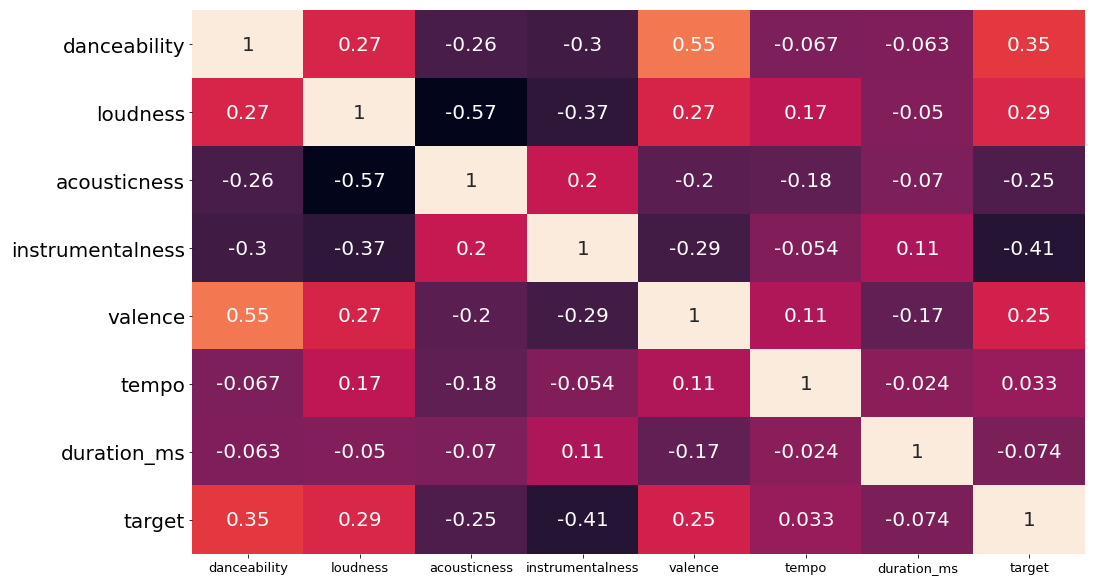 danceability 1 0.27 -0.26 -0.3 0.55 -0.067 -0.063 0.35
loudness 0.27 1 -0.57 -0.37 0.27 0.17 -0.05 0.29
acousticness -0.26 -0.57 1 0.2 -0.2 -0.18 -0.07 -0.25
instrumentalness -0.3 -0.37 0.2 1 -0.29 -0.054 0.11 -0.41
valence 0.55 0.27 -0.2 -0.29 1 0.11 -0.17 0.25
tempo -0.067 0.17 -0.18 -0.054 0.11 1 -0.024 0.033
duration_ms -0.063 -0.05 -0.07 0.11 -0.17 -0.024 1 -0.074
target 0.35 0.29 -0.25 -0.41 0.25 0.033 -0.074 1
danceability loudness acousticness instrumentalness valence tempo duration_ms target